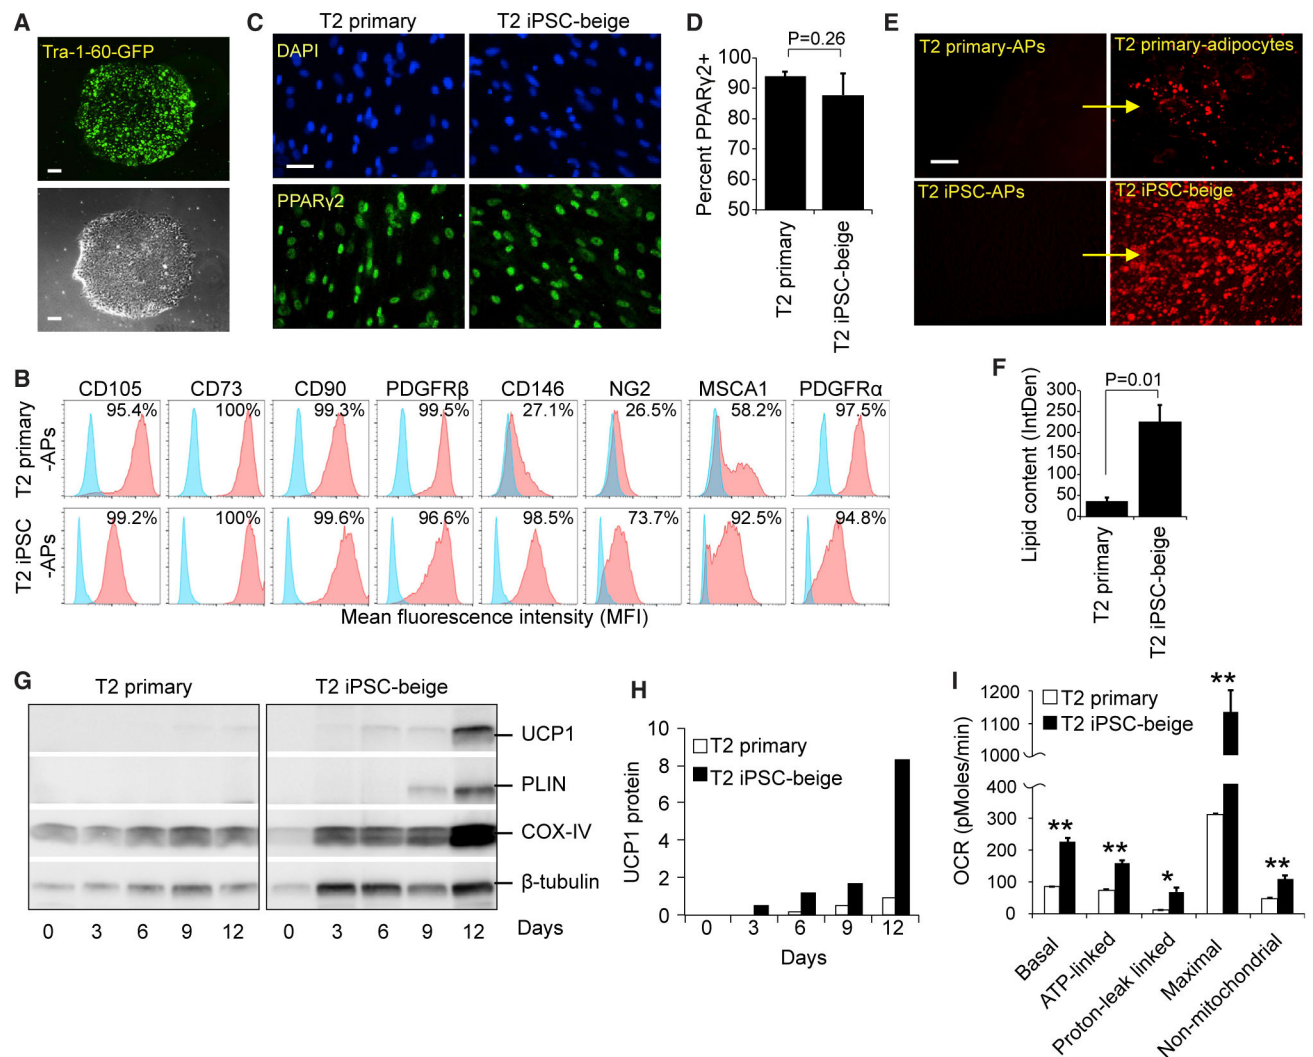 A
Tra-1-60-GFP
C
T2 primary
T2 iPSC-beige
DAPI
PPARγ2
D
P=0.26
100
90
80
70
60
50
Percent PPARγ2+
T2 primary
T2 iPSC-beige
E
T2 primary-APs
T2 primary-adipocytes
T2 iPSC-APs
T2 iPSC-beige
B
CD105
CD73
CD90
PDGFRβ
CD146
NG2
MSCA1
PDGFRα
T2 primary
-APs
95.4%
100%
99.3%
99.5%
27.1%
26.5%
58.2%
97.5%
T2 iPSC
-APs
99.2%
100%
99.6%
96.6%
98.5%
73.7%
92.5%
94.8%
Mean fluorescence intensity (MFI)
F
P=0.01
300
250
200
150
100
50
0
Lipid content (IntDen)
T2 primary
T2 iPSC-beige
G
T2 primary
T2 iPSC-beige
UCP1
PLIN
COX-IV
β-tubulin
0 3 6 9 12 0 3 6 9 12 Days
H
10
8
6
4
2
0
UCP1 protein
T2 primary
T2 iPSC-beige
0 3 6 9 12
Days
I
1200
1100
1000
400
300
200
100
0
OCR (pMoles/min)
T2 primary
T2 iPSC-beige
**
**
*
**
**
Basal
ATP-linked
Proton-leak linked
Maximal
Non-mitochondrial